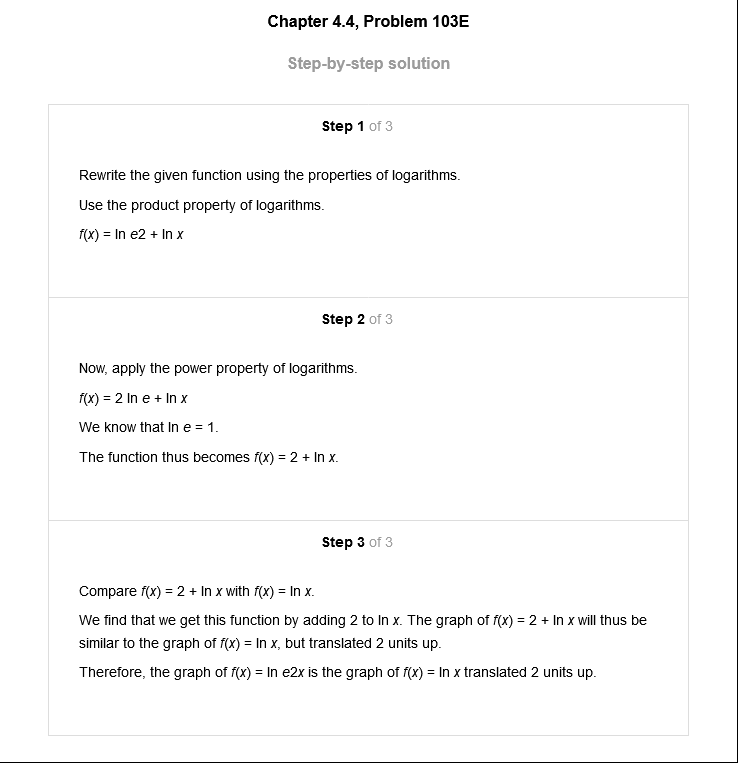 Chapter 4.4, Problem 103E
Step-by-step solution
Step 1 of 3
Rewrite the given function using the properties of logarithms.
Use the product property of logarithms.
f(x) = ln e2 + ln x
Step 2 of 3
Now, apply the power property of logarithms.
f(x) = 2 ln e + ln x
We know that ln e = 1.
The function thus becomes f(x) = 2 + ln x.
Step 3 of 3
Compare f(x) = 2 + ln x with f(x) = ln x.
We find that we get this function by adding 2 to ln x. The graph of f(x) = 2 + ln x will thus be
similar to the graph of f(x) = ln x, but translated 2 units up.
Therefore, the graph of f(x) = ln e2x is the graph of f(x) = ln x translated 2 units up.